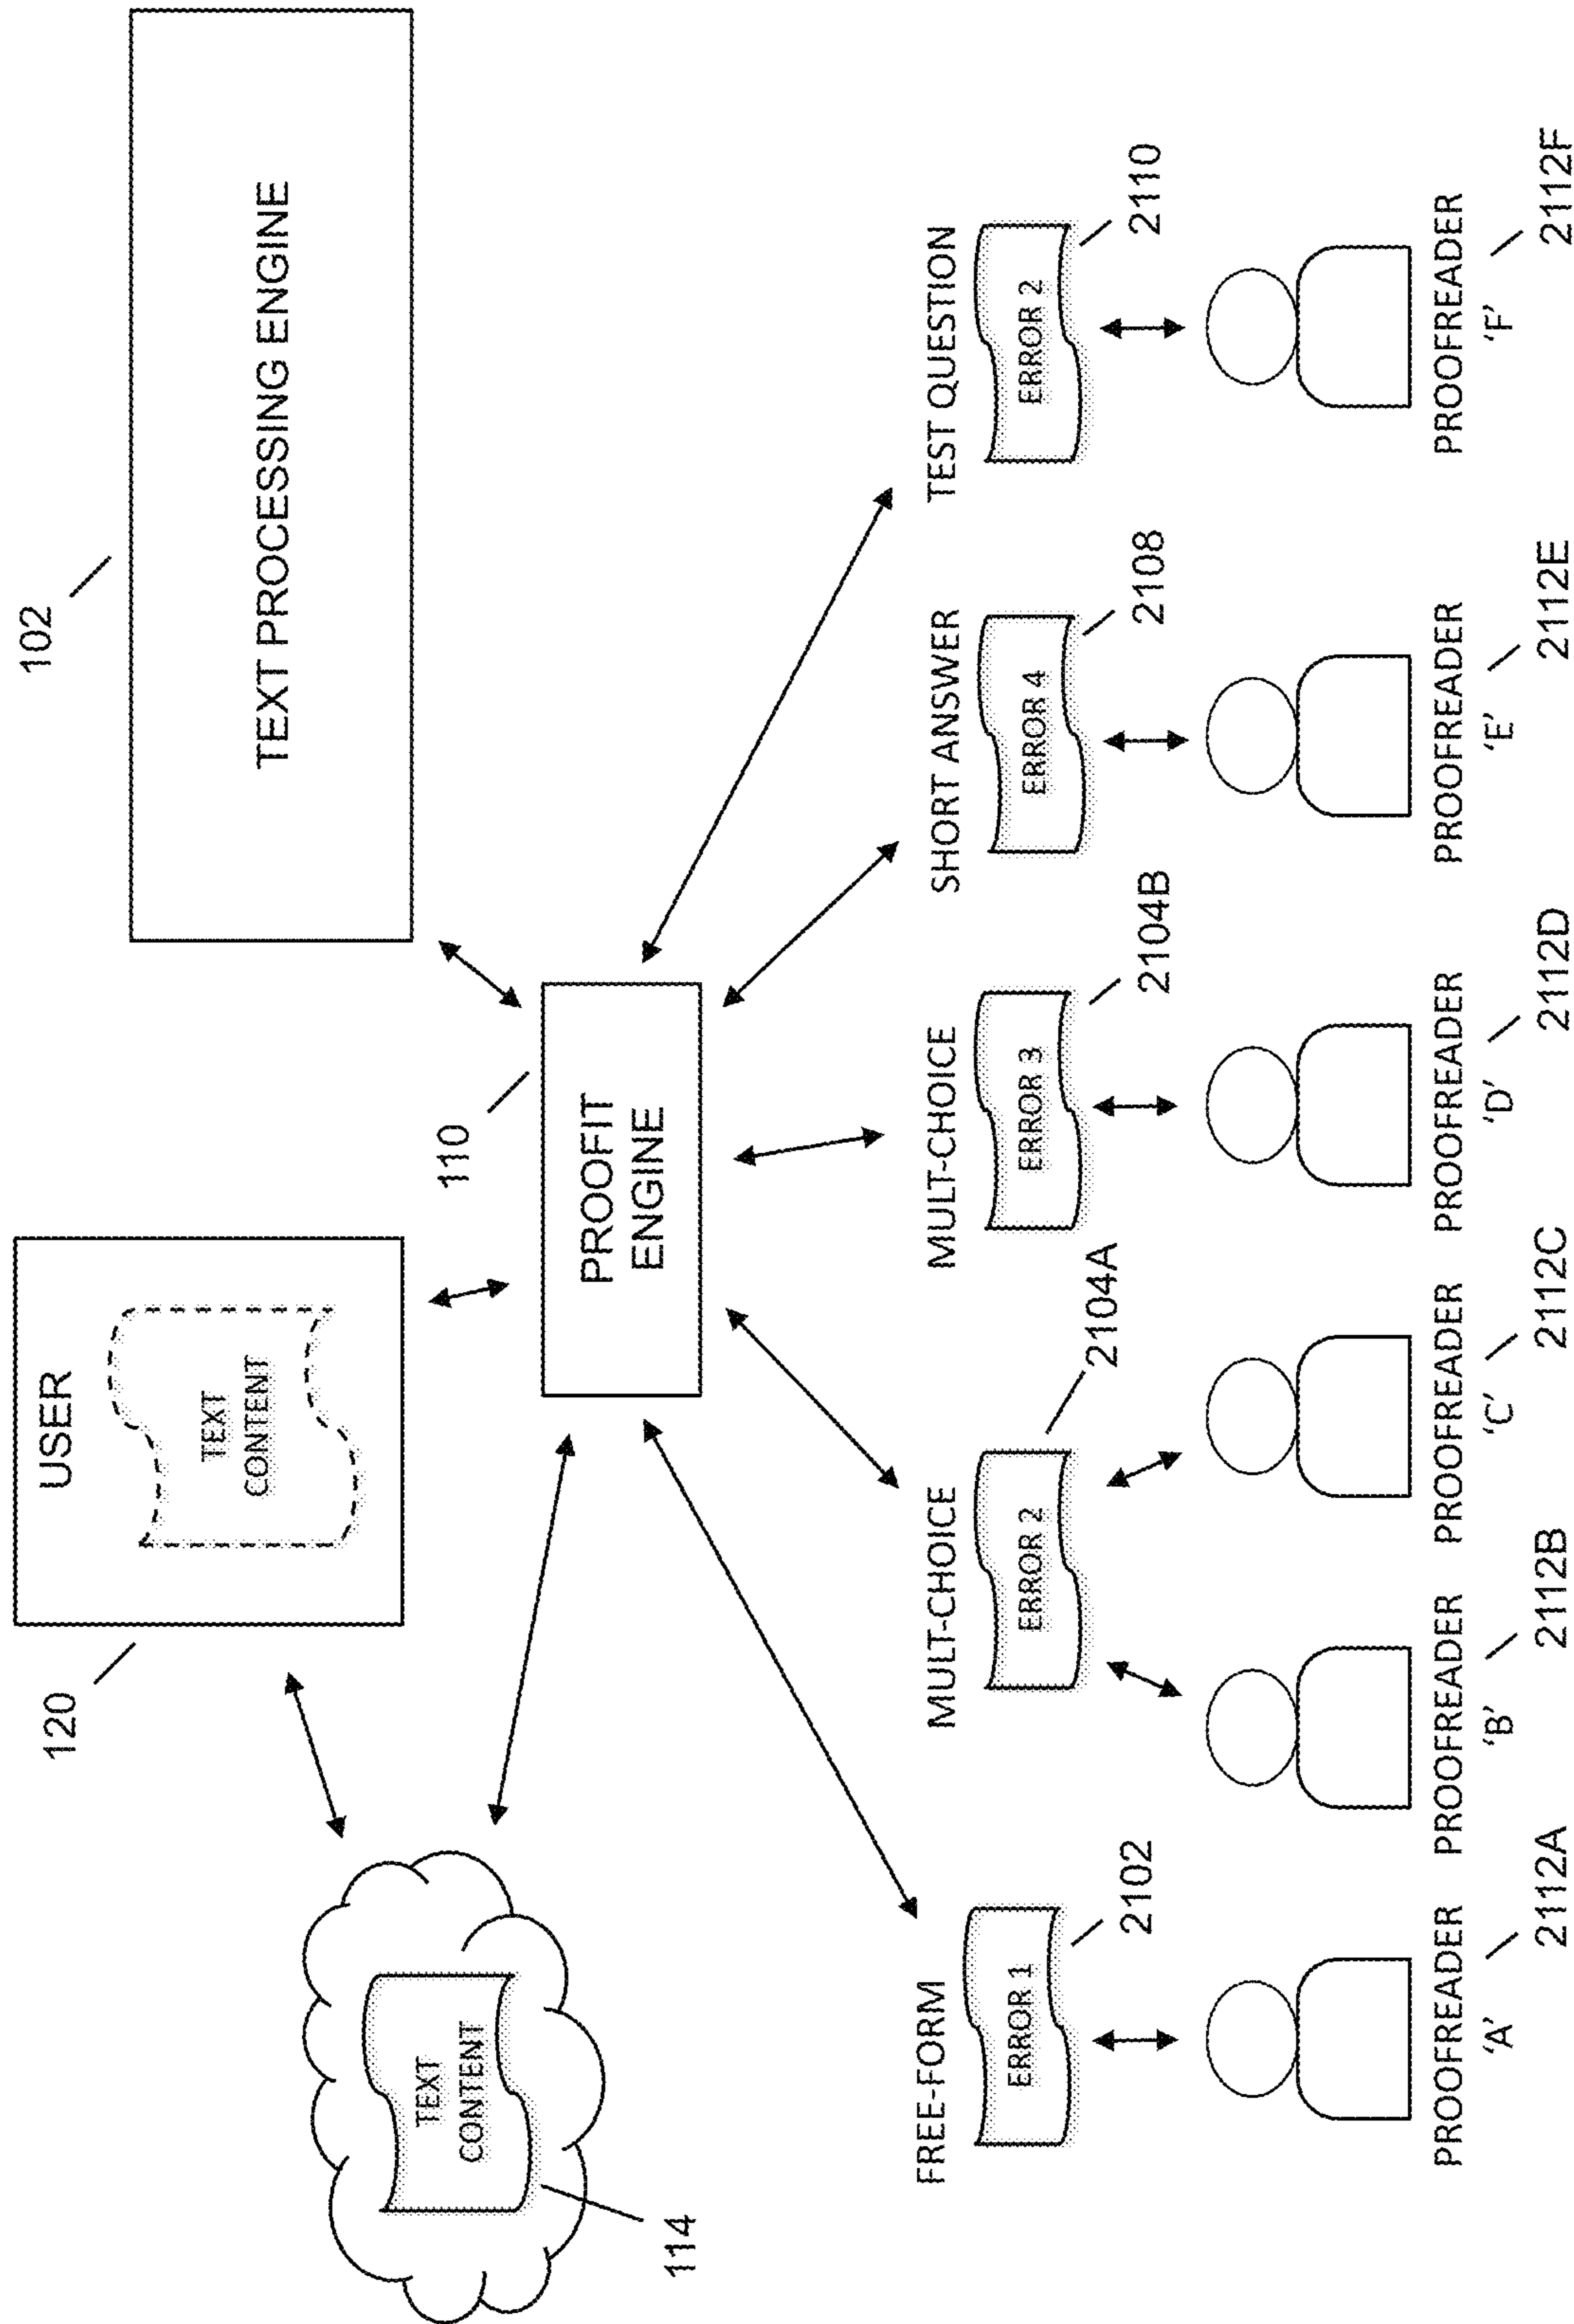 102
TEXT PROCESSING ENGINE
120
USER
TEXT
CONTENT
TEXT
CONTENT
114
110
PROOFIT
ENGINE
FREE-FORM
ERROR 1
2102
MULT-CHOICE
ERROR 2
2104A
MULT-CHOICE
ERROR 3
2104B
SHORT ANSWER
ERROR 4
2108
TEST QUESTION
ERROR 2
2110
PROOFREADER
'A'
2112A
PROOFREADER
'B'
2112B
PROOFREADER
'C'
2112C
PROOFREADER
'D'
2112D
PROOFREADER
'E'
2112E
PROOFREADER
'F'
2112F